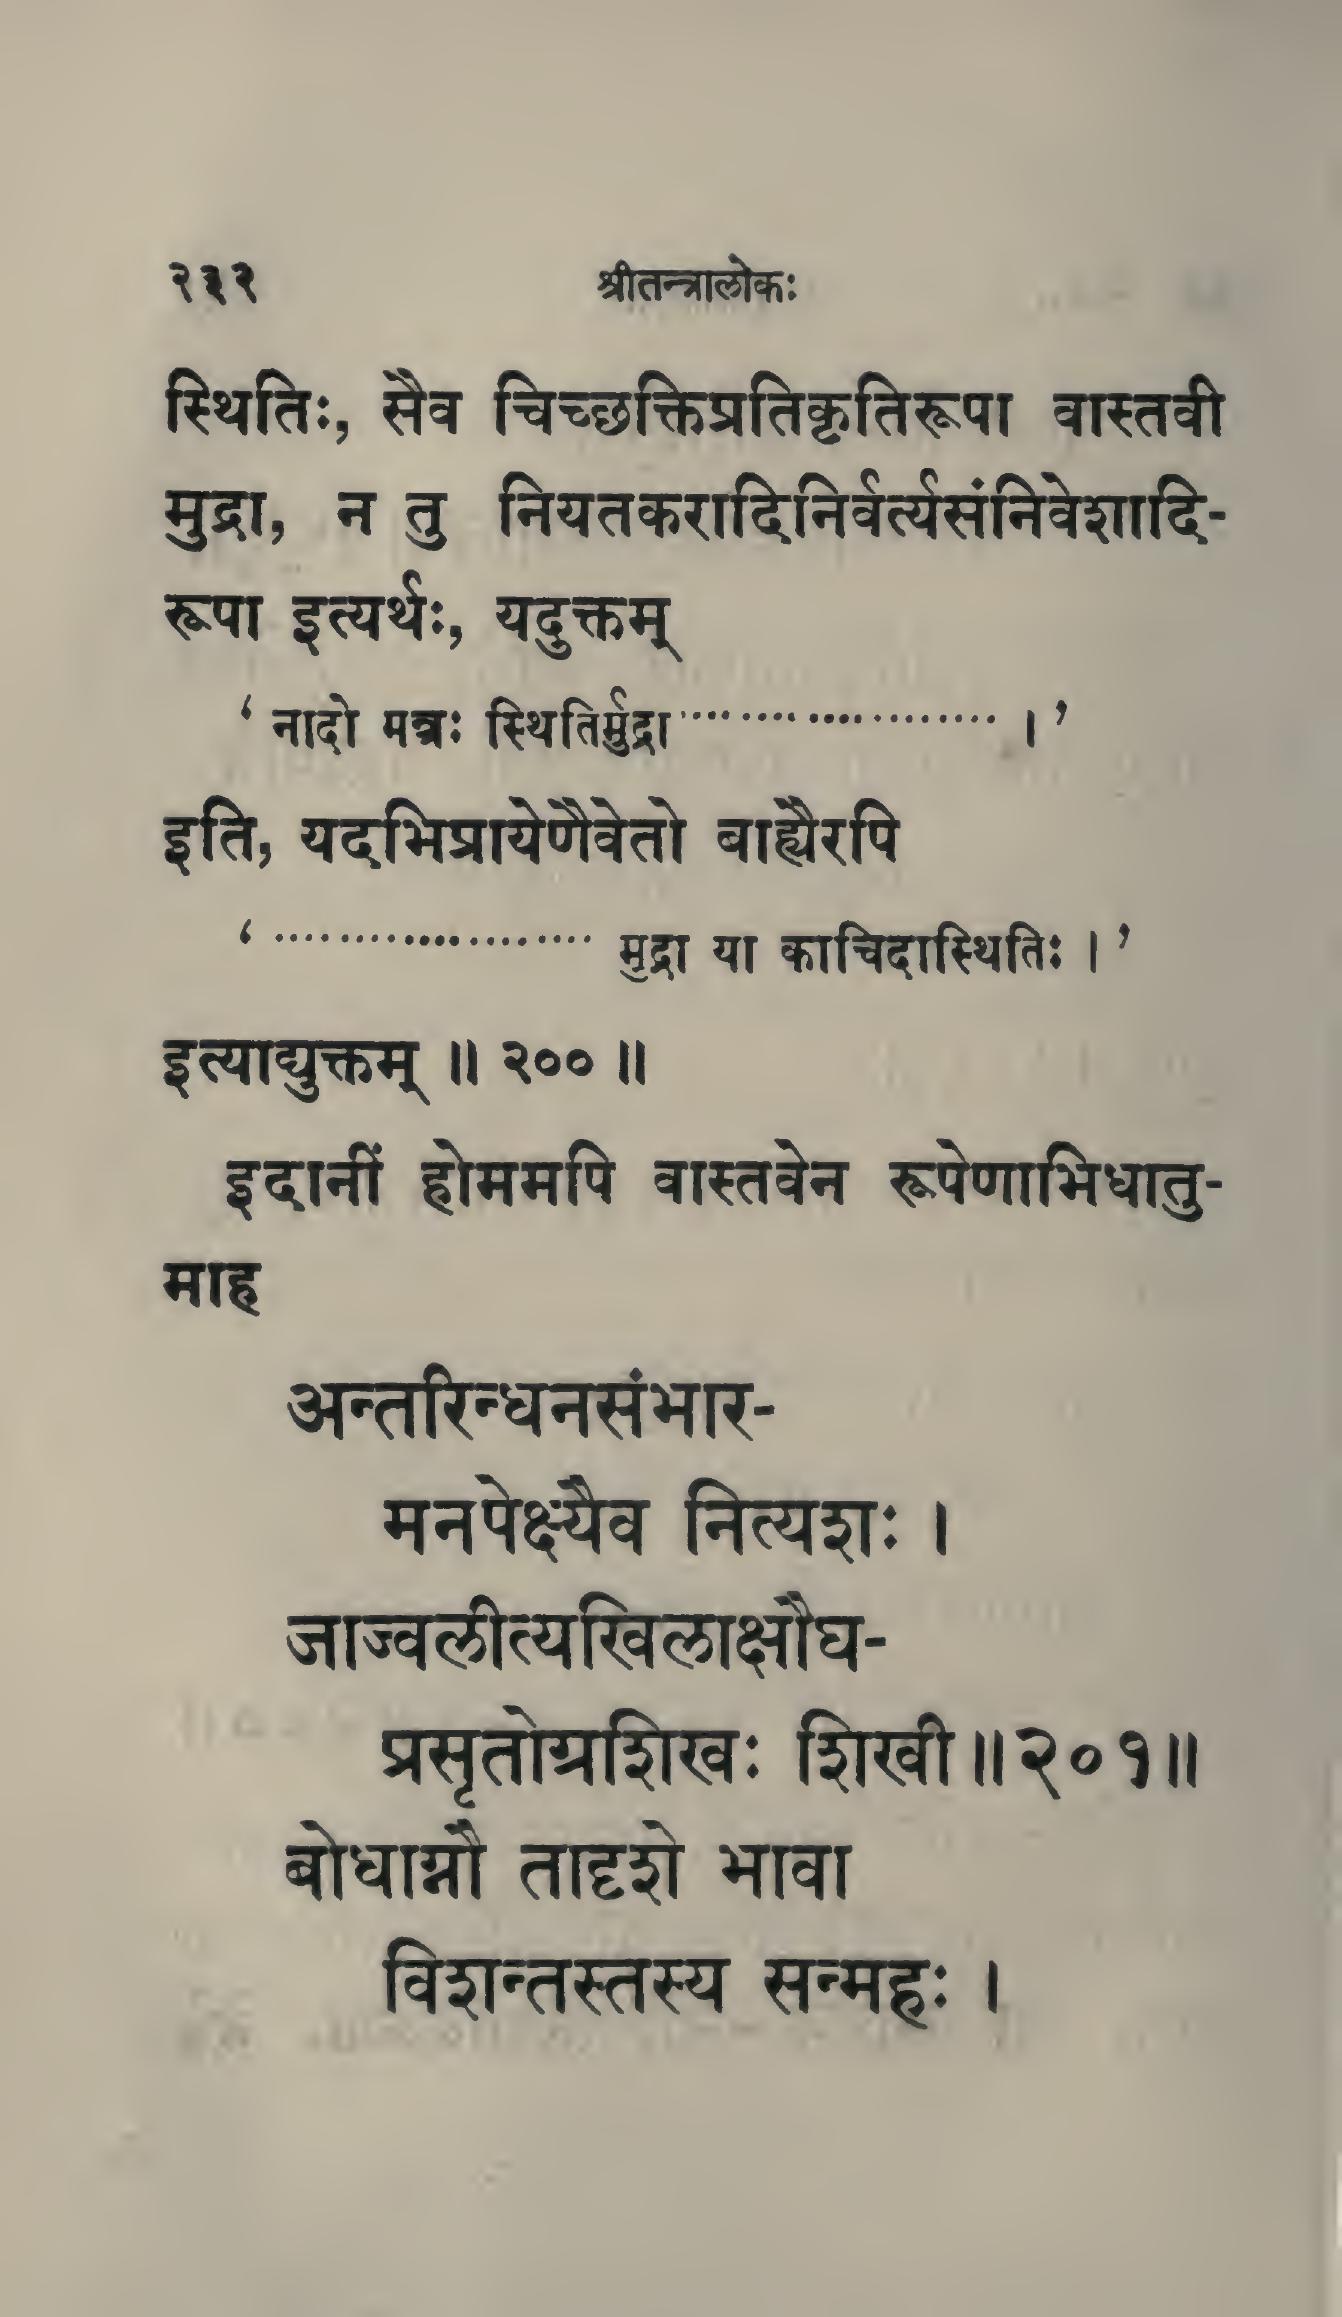 २३२ श्रीतन्त्रालोकः
स्थितिः, सैव चिच्छक्तिप्रतिकृतिरूपा वास्तवी
मुद्रा, न तु नियतकरादिनिर्वर्त्यसंनिवेशादि-
रूपा इत्यर्थः, यदुक्तम्
‘ नादो मन्त्रः स्थितिर्मुद्रा........................ । ’
इति, यदभिप्रायेणैवेतो बाह्यैरपि
‘ ........................ मुद्रा या काचिदास्थितिः । ’
इत्याद्युक्तम् ॥ २०० ॥
इदानीं होममपि वास्तवेन रूपेणाभिधातु-
माह
अन्तरिन्धनसंभार-
मनपेक्ष्यैव नित्यशः ।
जाज्वलीत्यखिलाक्षौघ-
प्रसृतोग्रशिखः शिखी ॥ २०१ ॥
बोधाग्नौ तादृशे भावा
विशन्तस्तस्य सन्महः ।